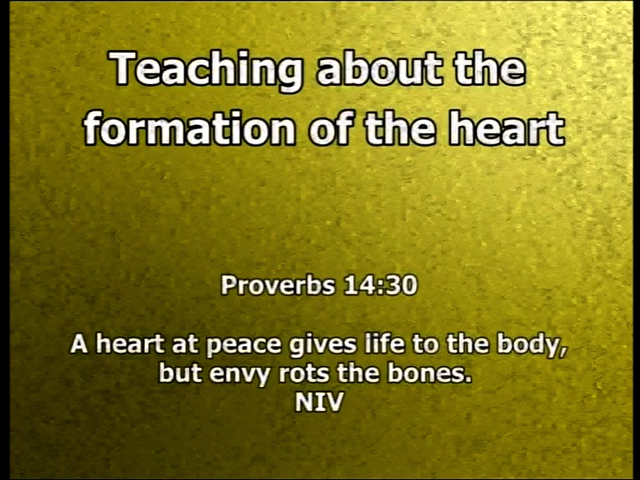 Teaching about the
formation of the heart
Proverbs 14:30
A heart at peace gives life to the body,
but envy rots the bones.
NIV